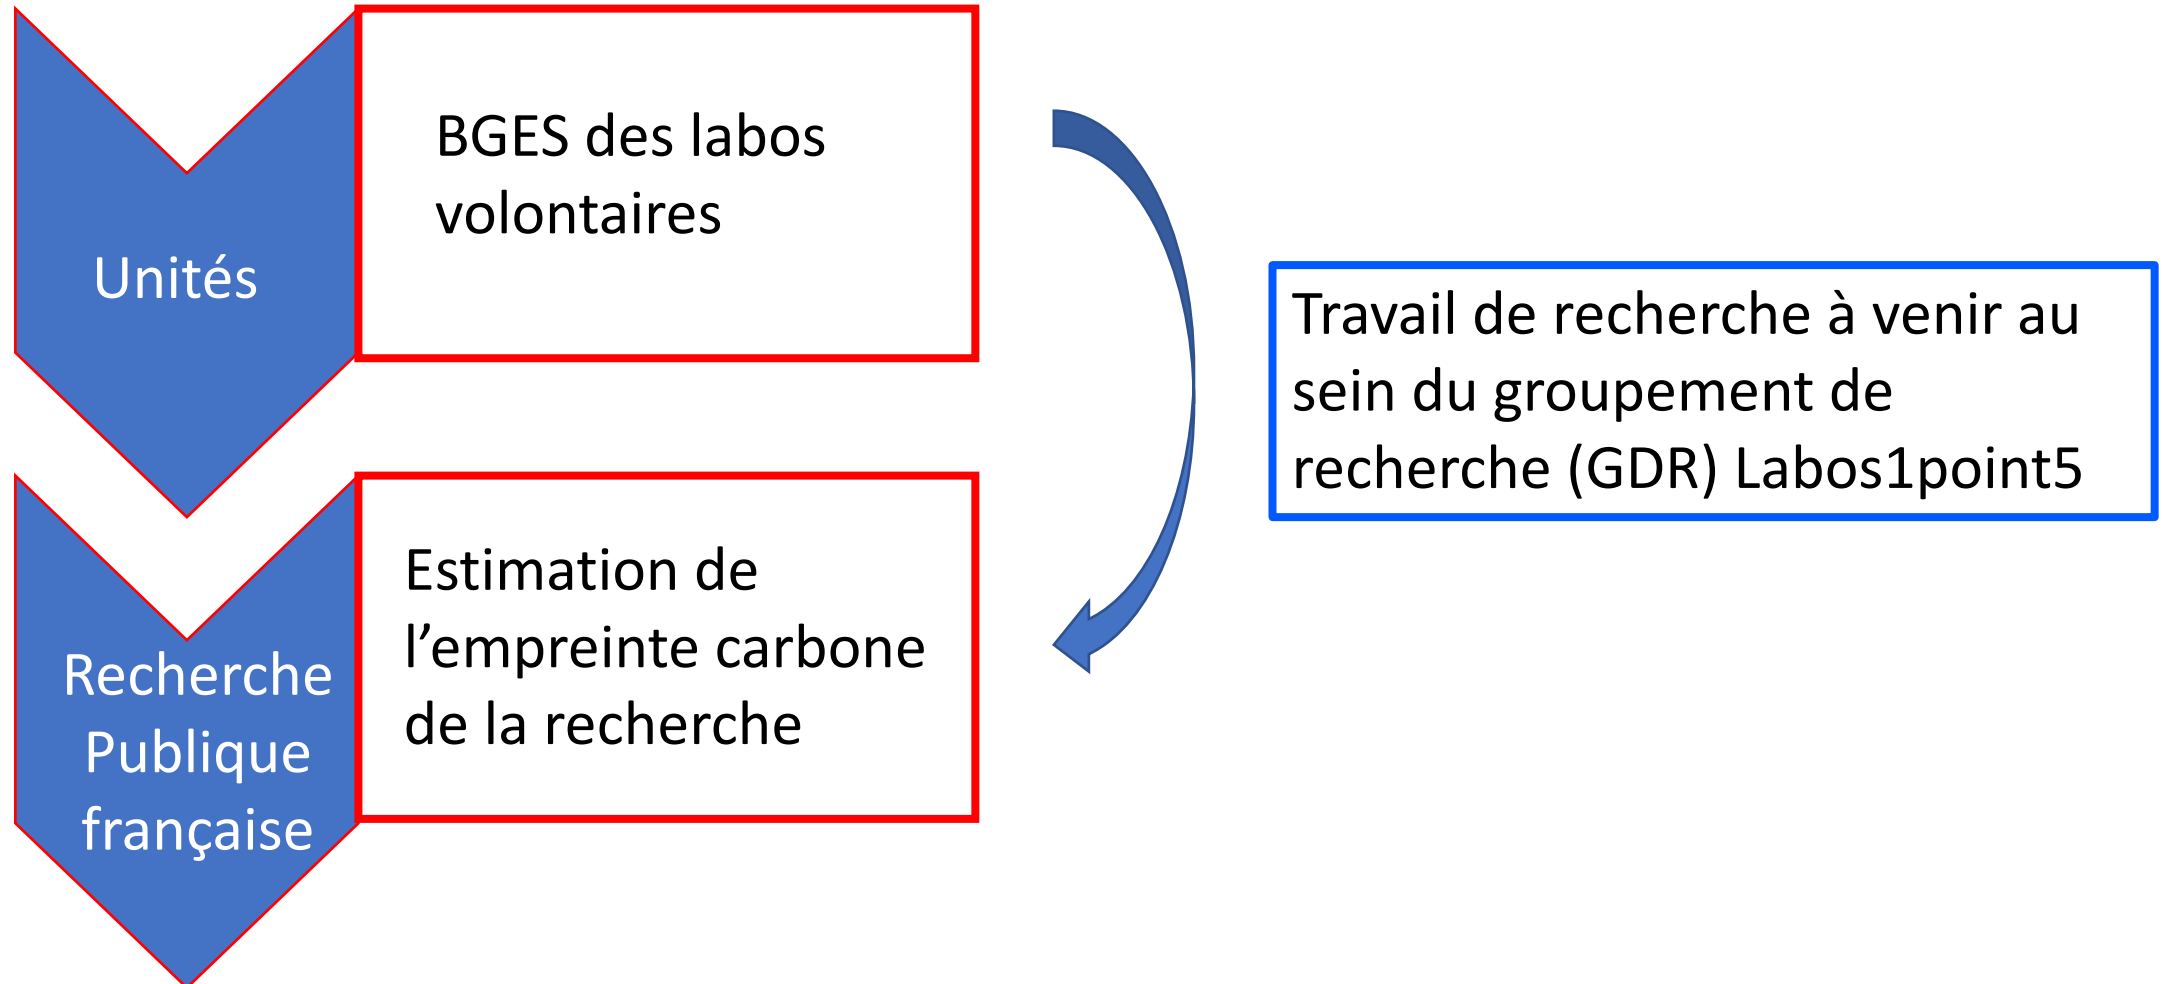 Unités
BGES des labos
volontaires
Travail de recherche à venir au
sein du groupement de
recherche (GDR) Labos1point5
Recherche
Publique
française
Estimation de
l’empreinte carbone
de la recherche